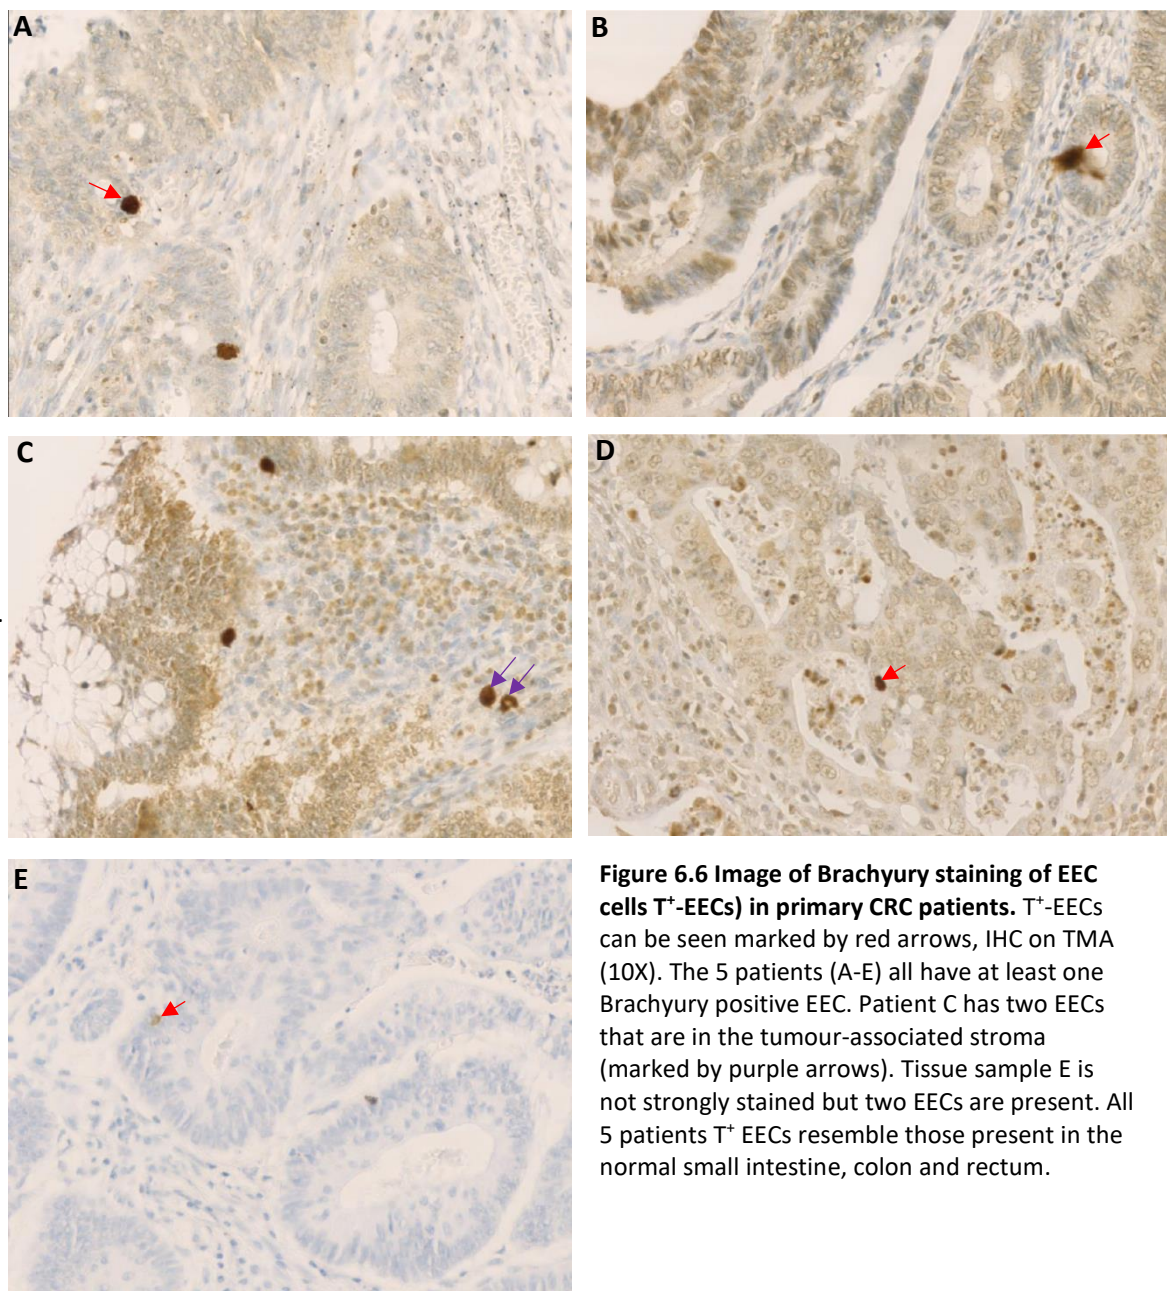 A
B
C
D
E
Figure 6.6 Image of Brachyury staining of EEC
cells T⁺-EECs) in primary CRC patients. T⁺-EECs
can be seen marked by red arrows, IHC on TMA
(10X). The 5 patients (A-E) all have at least one
Brachyury positive EEC. Patient C has two EECs
that are in the tumour-associated stroma
(marked by purple arrows). Tissue sample E is
not strongly stained but two EECs are present. All
5 patients T⁺ EECs resemble those present in the
normal small intestine, colon and rectum.